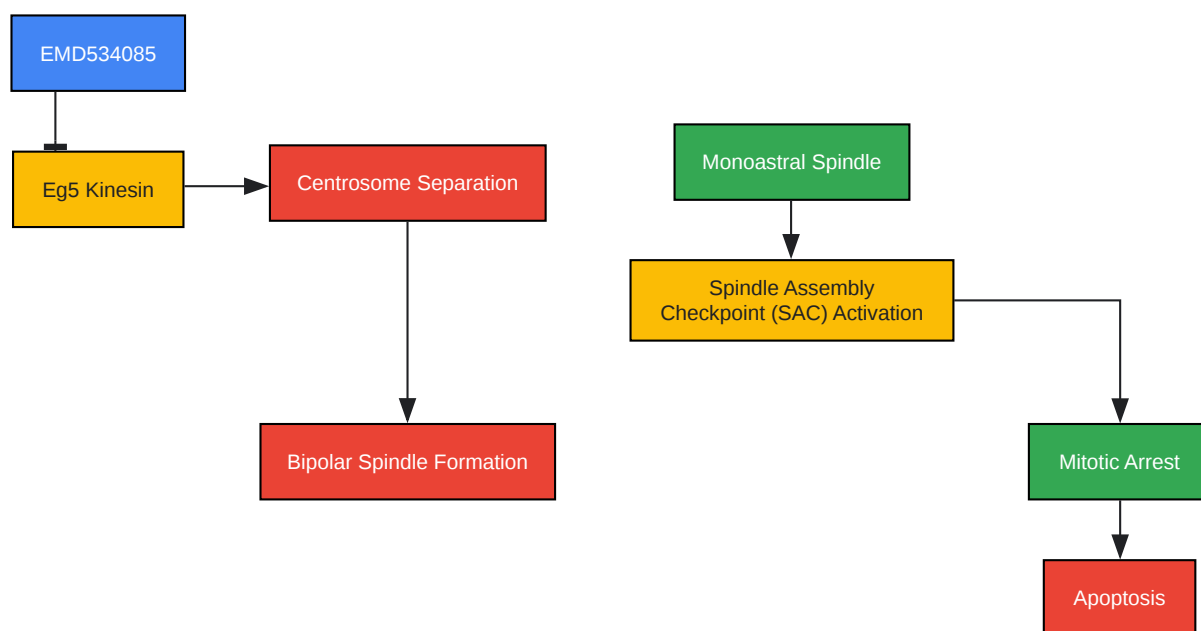 EMD534085
Eg5 Kinesin
Centrosome Separation
Bipolar Spindle Formation
Monoastral Spindle
Spindle Assembly
Checkpoint (SAC) Activation
Mitotic Arrest
Apoptosis